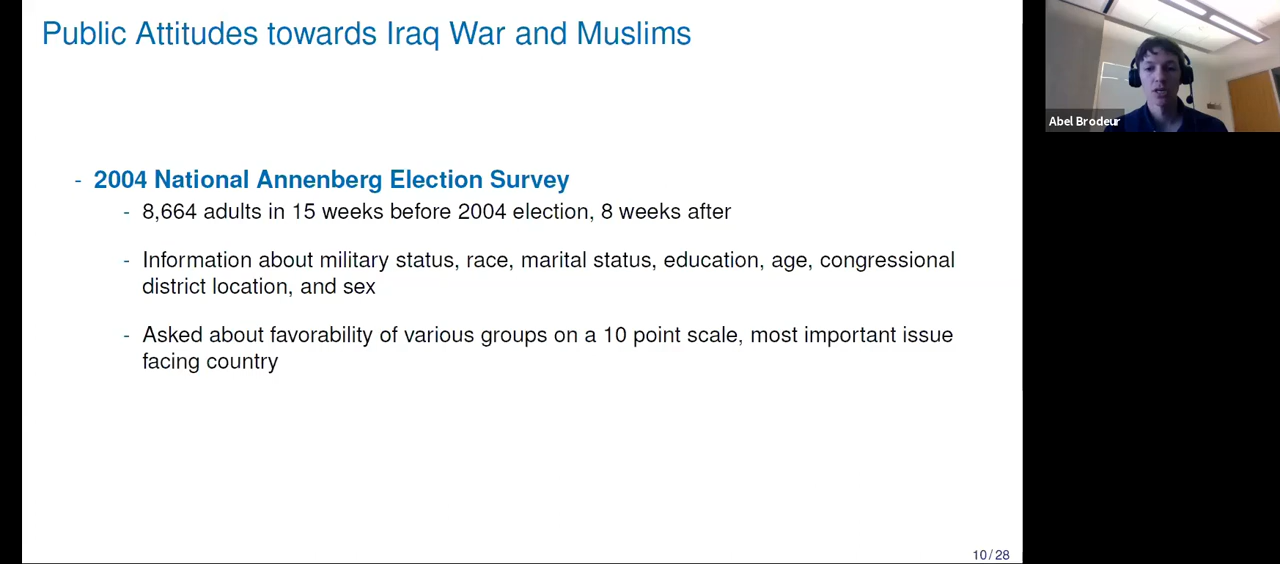 Public Attitudes towards Iraq War and Muslims
- 2004 National Annenberg Election Survey
- 8,664 adults in 15 weeks before 2004 election, 8 weeks after
- Information about military status, race, marital status, education, age, congressional
district location, and sex
- Asked about favorability of various groups on a 10 point scale, most important issue
facing country
10/28
Abel Brodeur